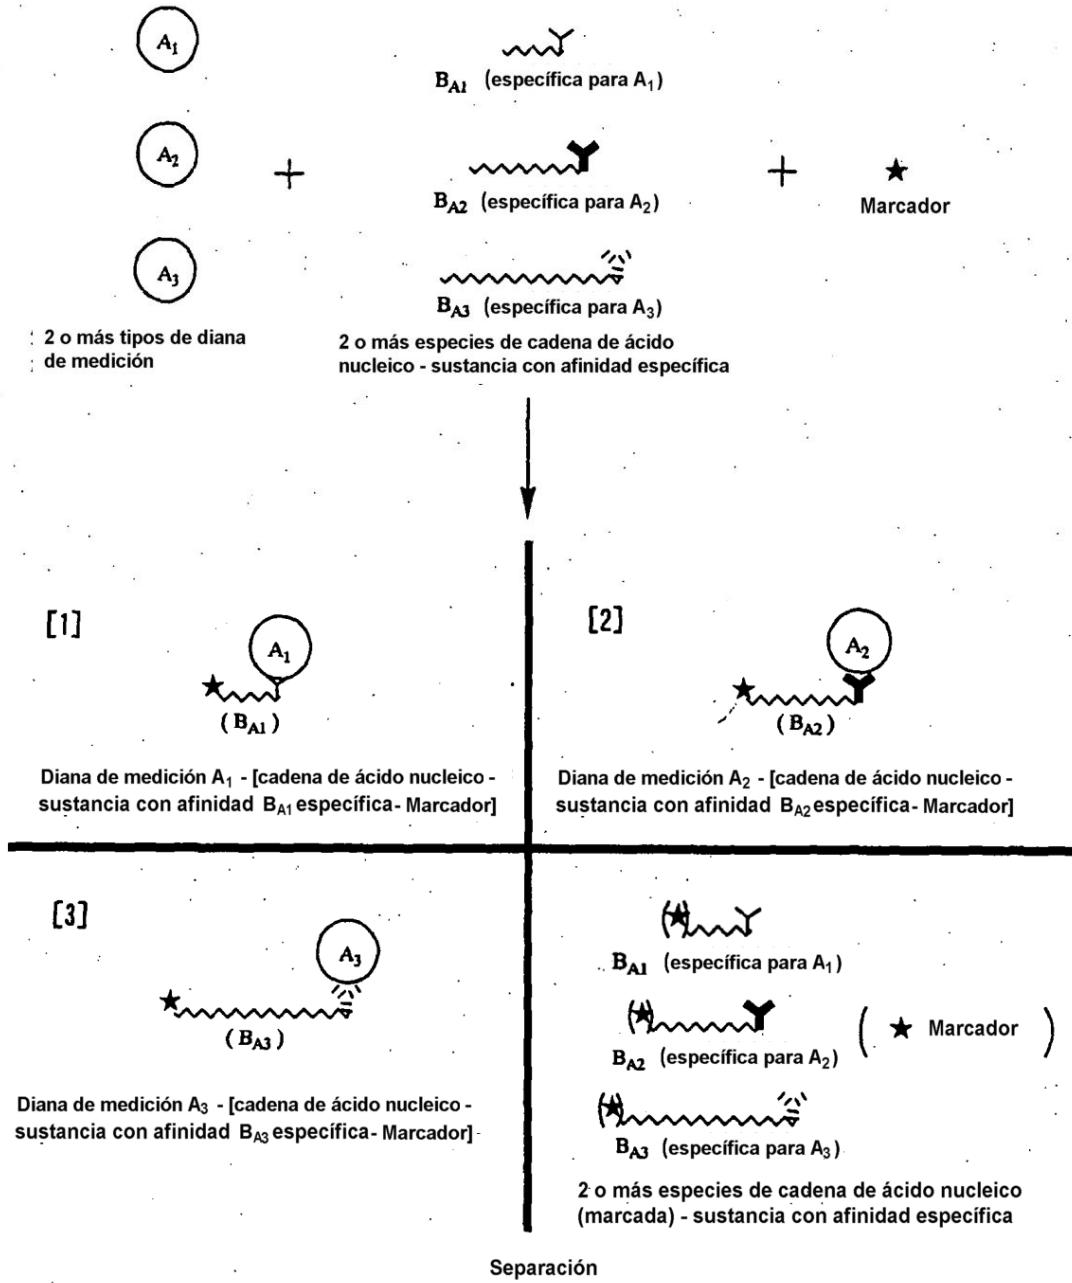 A1
BA1 (específica para A1)
A2
+
BA2 (específica para A2)
+
Marcador
A3
BA3 (específica para A3)
2 o más tipos de diana
de medición
2 o más especies de cadena de ácido
nucleico - sustancia con afinidad específica
[1]
A1
(BA1)
Diana de medición A1 - [cadena de ácido nucleico -
sustancia con afinidad BA1 específica- Marcador]
[2]
A2
(BA2)
Diana de medición A2 - [cadena de ácido nucleico -
sustancia con afinidad BA2 específica- Marcador]
[3]
A3
(BA3)
Diana de medición A3 - [cadena de ácido nucleico -
sustancia con afinidad BA3 específica- Marcador]
BA1 (específica para A1)
BA2 (específica para A2)
( ★ Marcador )
BA3 (específica para A3)
2 o más especies de cadena de ácido nucleico
(marcada) - sustancia con afinidad específica
Separación